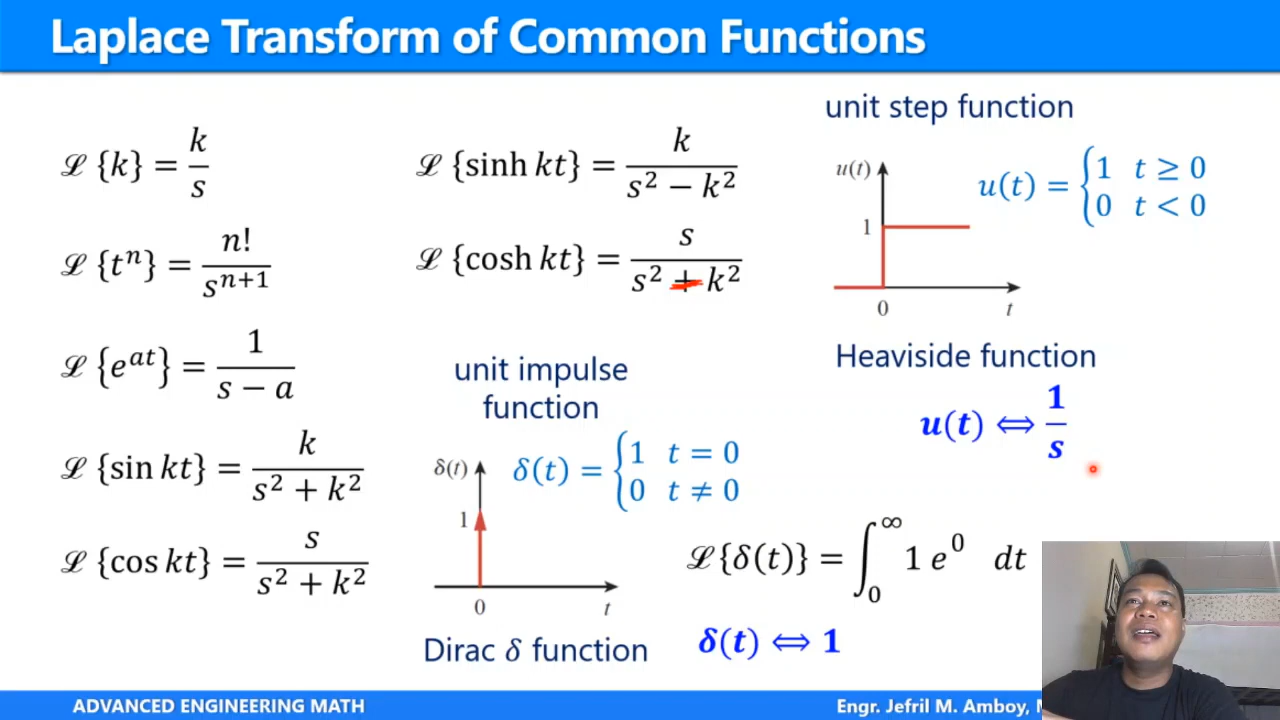 Laplace Transform of Common Functions
ℒ {k} = k/s
ℒ {tⁿ} = n!/sⁿ⁺¹
ℒ {eᵃᵗ} = 1/(s − a)
ℒ {sin kt} = k/(s² + k²)
ℒ {cos kt} = s/(s² + k²)
ℒ {sinh kt} = k/(s² − k²)
ℒ {cosh kt} = s/(s² + k²)
unit impulse
function
δ(t)
1
0
t
δ(t) = {1 t = 0
0 t ≠ 0
Dirac δ function
unit step function
u(t)
1
0
t
u(t) = {1 t ≥ 0
0 t < 0
Heaviside function
u(t) ⇔ 1/s
ℒ{δ(t)} = ∫₀^∞ 1 e⁰ dt
δ(t) ⇔ 1
ADVANCED ENGINEERING MATH
Engr. Jefril M. Amboy,